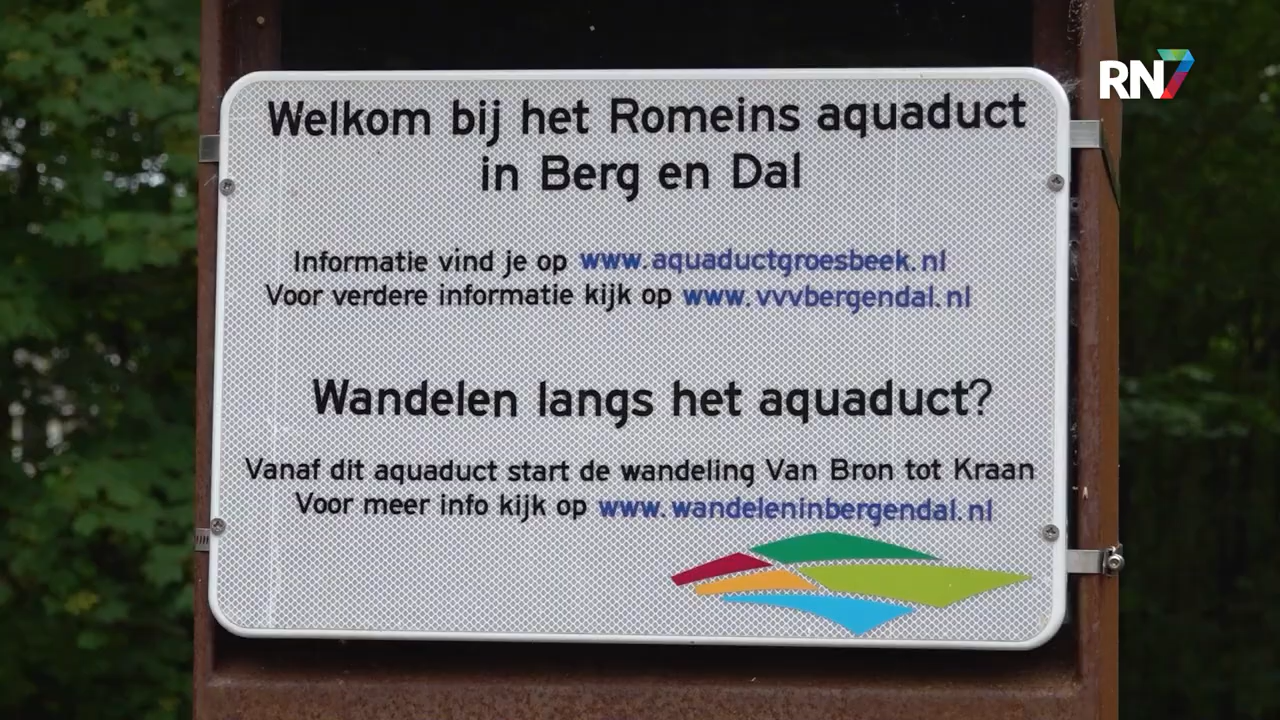 RN7
Welkom bij het Romeins aquaduct
in Berg en Dal
Informatie vind je op www.aquaductgroesbeek.nl
Voor verdere informatie kijk op www.vvvbergendal.nl
Wandelen langs het aquaduct?
Vanaf dit aquaduct start de wandeling Van Bron tot Kraan
Voor meer info kijk op www.wandeleninbergendal.nl